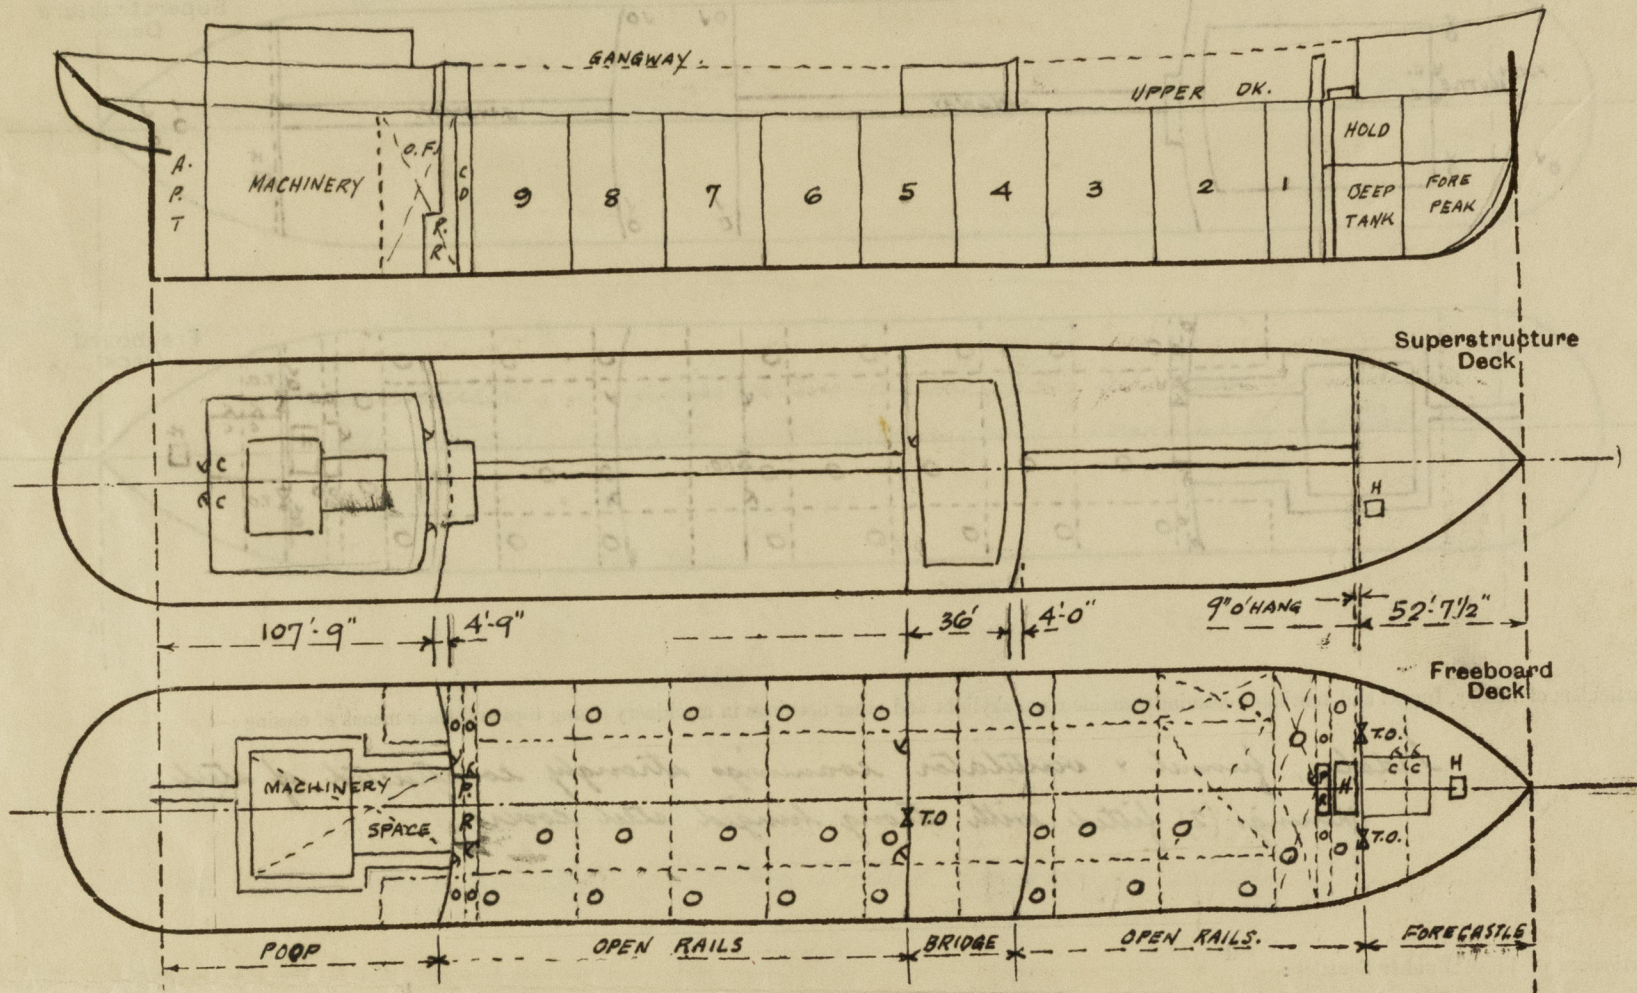 GANGWAY.
UPPER DK.
A.
P.
T
MACHINERY
O.F.
P.
R
C
D
9
8
7
6
5
4
3
2
1
HOLD
DEEP
TANK
FORE
PEAK
Superstructure
Deck
C
C
H
107'-9"
4'-9"
36'
4'-0"
9" O'HANG
52'-7½"
Freeboard
Deck
MACHINERY
SPACE
P.
R
T.O
T.O.
T.O.
P
R
H
C C
H
POOP
OPEN RAILS
BRIDGE
OPEN RAILS.
FORECASTLE